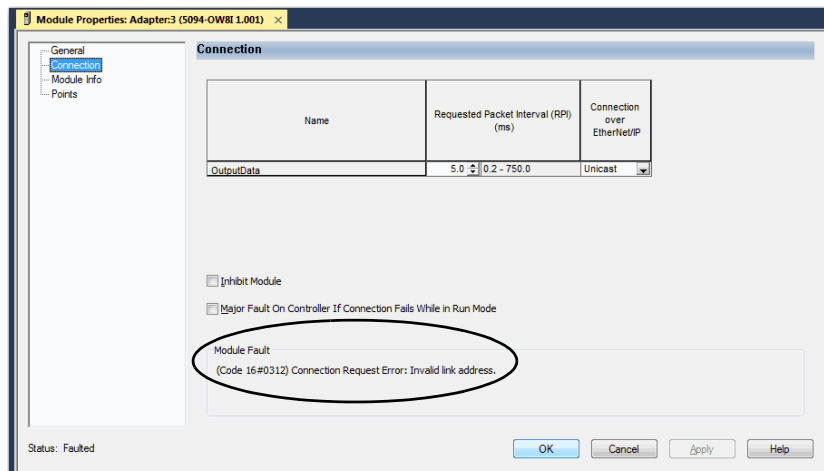 Module Properties: Adapter:3 (5094-OW8I 1.001) ×
General
Connection
Module Info
Points
Connection
Name
Requested Packet Interval (RPI)
(ms)
Connection
over
EtherNet/IP
OutputData 5.0 0.2 - 750.0 Unicast
Inhibit Module
Major Fault On Controller If Connection Fails While in Run Mode
Module Fault
(Code 16#0312) Connection Request Error: Invalid link address.
Status: Faulted
OK Cancel Apply Help